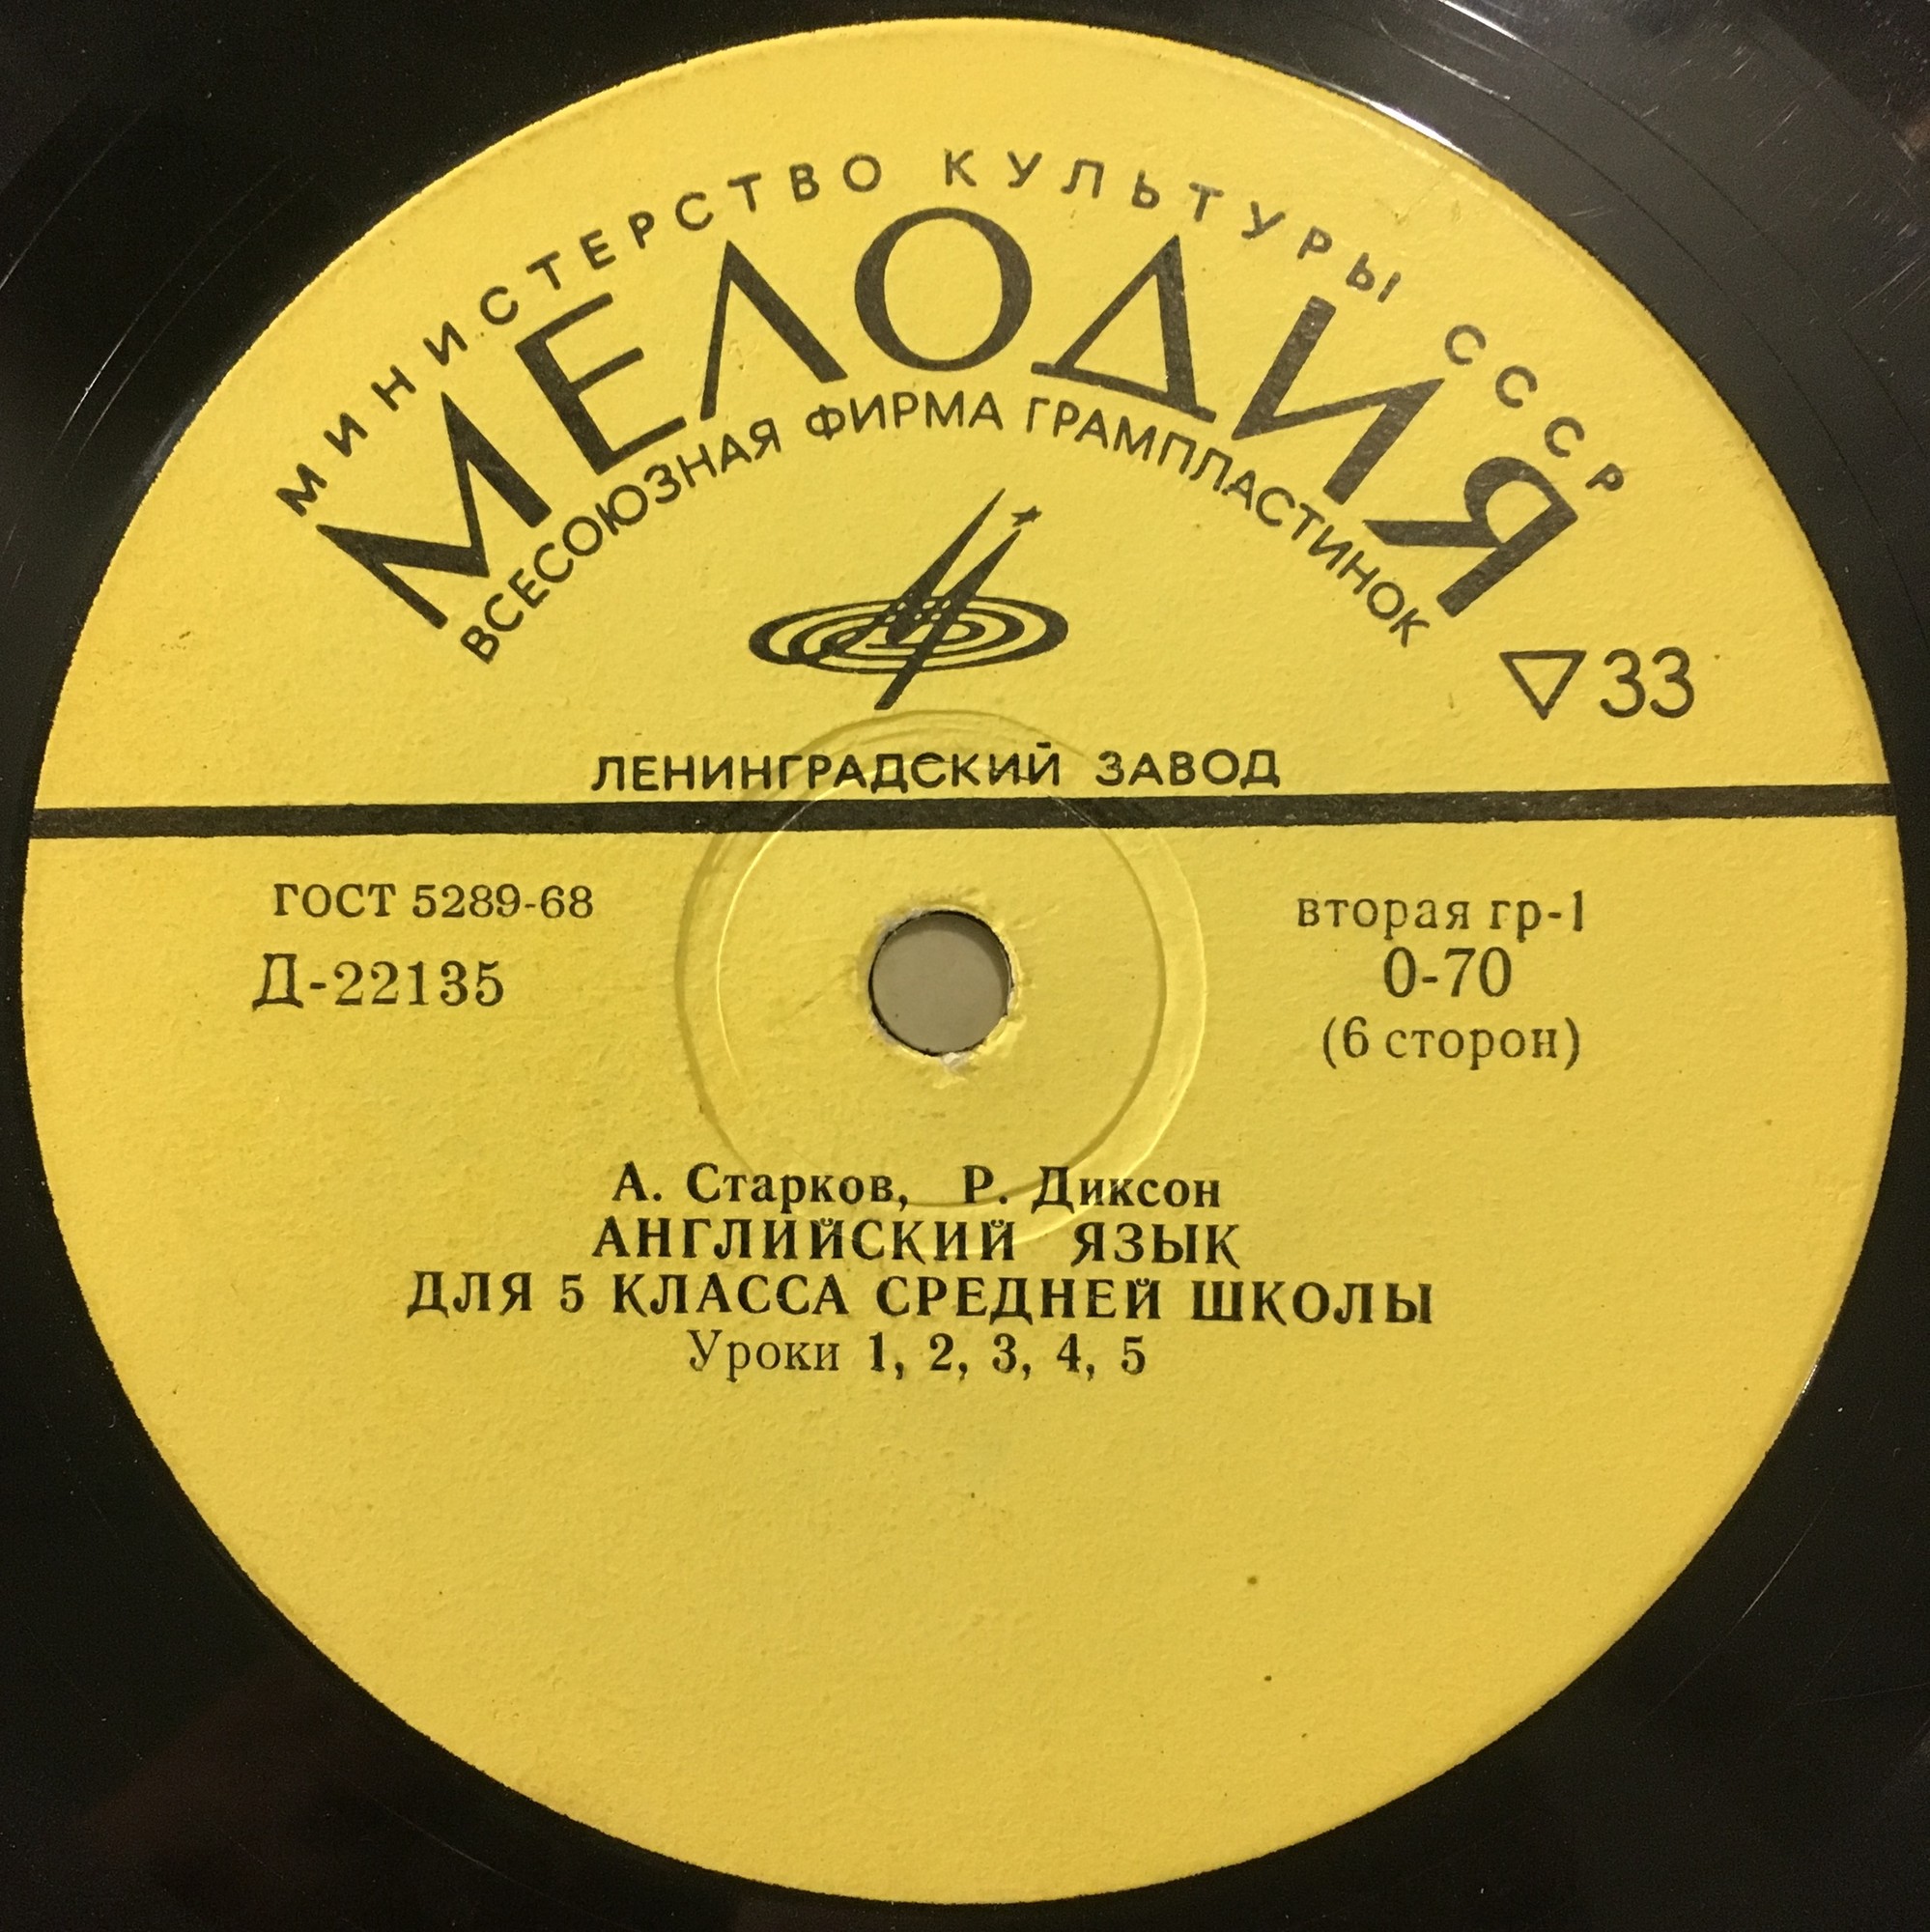 МИНИСТЕРСТВО КУЛЬТУРЫ СССР
МЕЛОДИЯ
ВСЕСОЮЗНАЯ ФИРМА ГРАМПЛАСТИНОК
▽33
ЛЕНИНГРАДСКИЙ ЗАВОД
ГОСТ 5289-68
Д-22135
вторая гр-1
0-70
(6 сторон)
А. Старков, Р. Диксон
АНГЛИЙСКИЙ ЯЗЫК
ДЛЯ 5 КЛАССА СРЕДНЕЙ ШКОЛЫ
Уроки 1, 2, 3, 4, 5